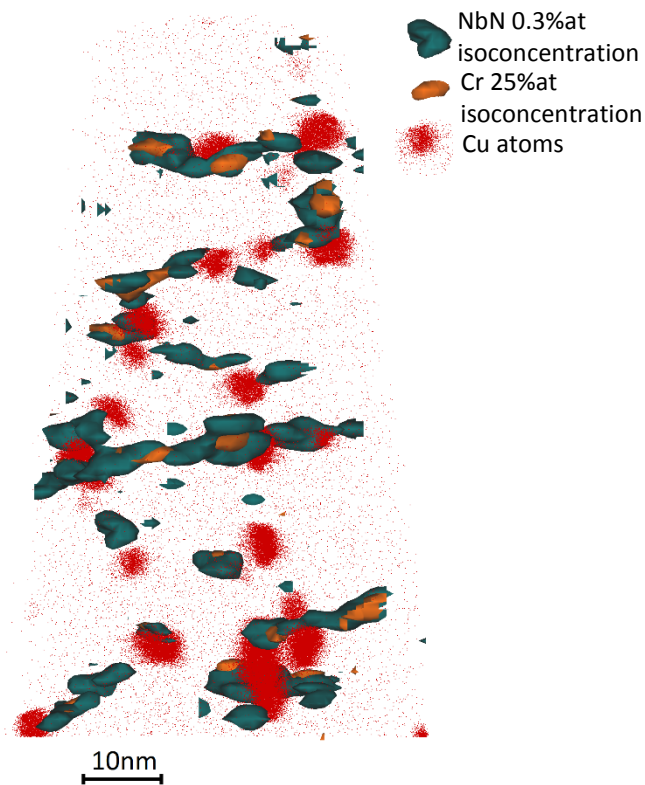 NbN 0.3%at
isoconcentration
Cr 25%at
isoconcentration
Cu atoms
10nm